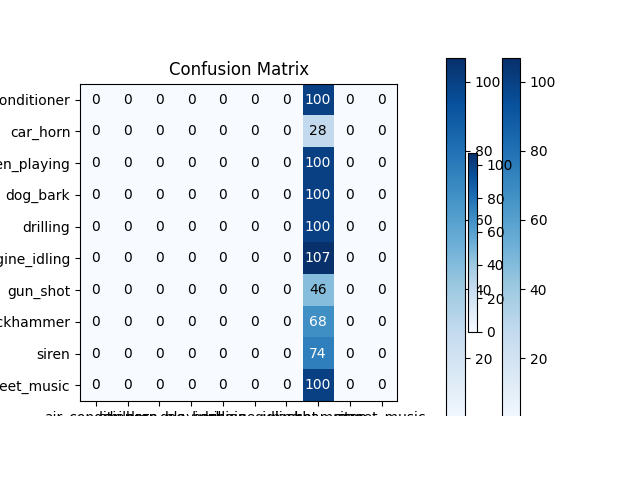 Confusion Matrix
onditioner 0 0 0 0 0 0 0 100 0 0
car_horn 0 0 0 0 0 0 0 28 0 0
en_playing 0 0 0 0 0 0 0 100 0 0
dog_bark 0 0 0 0 0 0 0 100 0 0
drilling 0 0 0 0 0 0 0 100 0 0
gine_idling 0 0 0 0 0 0 0 107 0 0
gun_shot 0 0 0 0 0 0 0 46 0 0
ckhammer 0 0 0 0 0 0 0 68 0 0
siren 0 0 0 0 0 0 0 74 0 0
eet_music 0 0 0 0 0 0 0 100 0 0
100
80
60
40
20
100
80
60
40
20
0
100
80
60
40
20